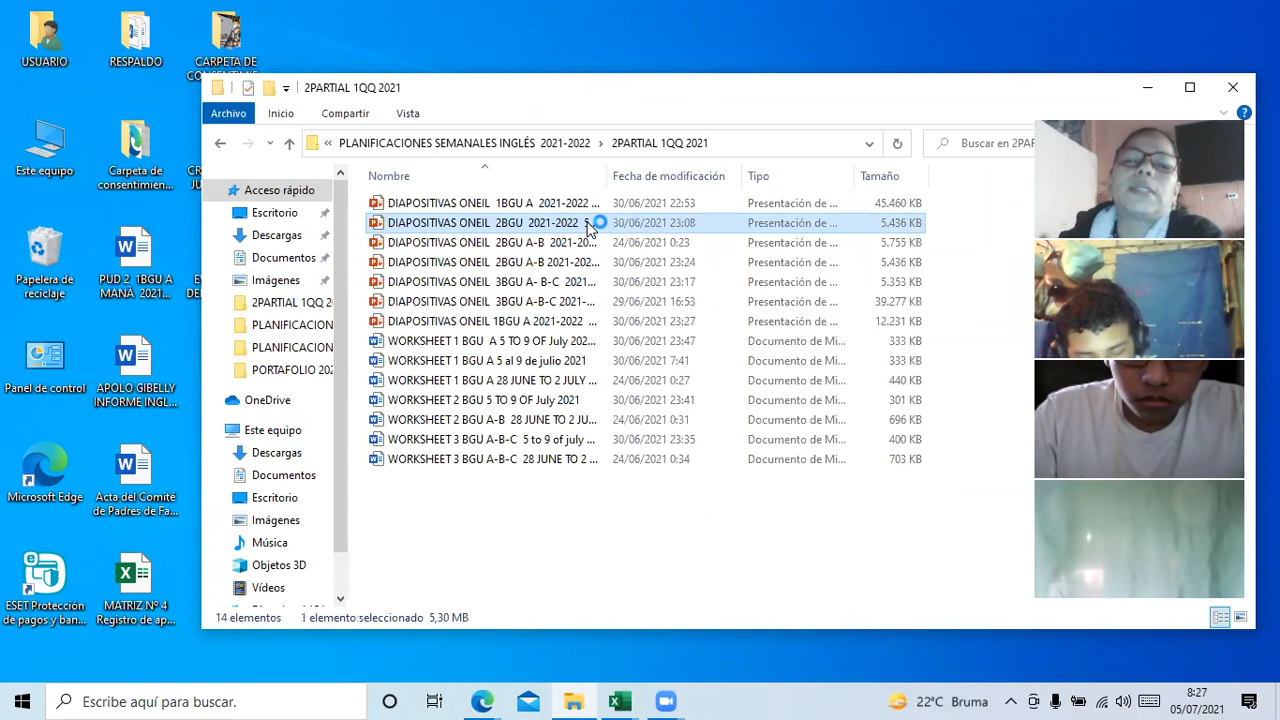 USUARIO
RESPALDO
CARPETA DE
CONSENTIMIE...
2PARTIAL 1QQ 2021
Archivo
Inicio
Compartir
Vista
?
«  PLANIFICACIONES SEMANALES INGLÉS  2021-2022  ›  2PARTIAL 1QQ 2021
Buscar en 2PAR
Nombre
Fecha de modificación
Tipo
Tamaño
DIAPOSITIVAS ONEIL  1BGU A  2021-2022 ...  30/06/2021 22:53  Presentación de ...  45.460 KB
DIAPOSITIVAS ONEIL  2BGU  2021-2022  5  30/06/2021 23:08  Presentación de ...  5.436 KB
DIAPOSITIVAS ONEIL  2BGU A-B  2021-20...  24/06/2021 0:23  Presentación de ...  5.755 KB
DIAPOSITIVAS ONEIL  2BGU A-B 2021-202...  30/06/2021 23:24  Presentación de ...  5.436 KB
DIAPOSITIVAS ONEIL  3BGU A- B-C  2021...  30/06/2021 23:17  Presentación de ...  5.353 KB
DIAPOSITIVAS ONEIL  3BGU A-B-C 2021-...  29/06/2021 16:53  Presentación de ...  39.277 KB
DIAPOSITIVAS ONEIL 1BGU A 2021-2022  ...  30/06/2021 23:27  Presentación de ...  12.231 KB
WORKSHEET 1 BGU  A 5 TO 9 OF July 202...  30/06/2021 23:47  Documento de Mi...  333 KB
WORKSHEET 1 BGU A 5 al 9 de julio 2021  30/06/2021 7:41  Documento de Mi...  333 KB
WORKSHEET 1 BGU A 28 JUNE TO 2 JULY ...  24/06/2021 0:27  Documento de Mi...  440 KB
WORKSHEET 2 BGU 5 TO 9 OF July 2021  30/06/2021 23:41  Documento de Mi...  301 KB
WORKSHEET 2 BGU A-B  28 JUNE TO 2 JU...  24/06/2021 0:31  Documento de Mi...  696 KB
WORKSHEET 3 BGU A-B-C  5 to 9 of july ...  30/06/2021 23:35  Documento de Mi...  400 KB
WORKSHEET 3 BGU A-B-C  28 JUNE TO 2 ...  24/06/2021 0:34  Documento de Mi...  703 KB
Acceso rápido
Escritorio
Descargas
Documentos
Imágenes
2PARTIAL 1QQ 20
PLANIFICACION
PLANIFICACION
PORTAFOLIO 202
OneDrive
Este equipo
Descargas
Documentos
Escritorio
Imágenes
Música
Objetos 3D
Vídeos
14 elementos
1 elemento seleccionado  5,30 MB
Este equipo
Carpeta de
consentimien...
Papelera de
reciclaje
PUD 2  1BGU A
MANÁ  2021...
Panel de control
APOLO GIBELLY
INFORME INGL...
Microsoft Edge
Acta del Comité
de Padres de Fa...
ESET Protección
de pagos y ban...
MATRIZ Nº 4
Registro de ap...
Escribe aquí para buscar.
22°C  Bruma
8:27
05/07/2021